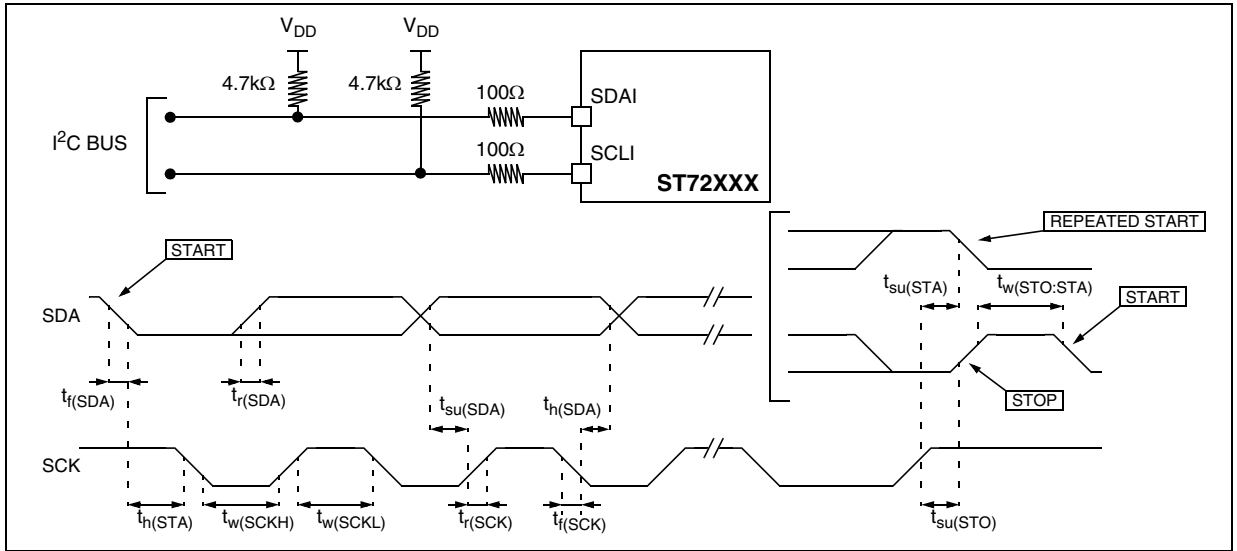 V_DD V_DD
4.7kΩ 4.7kΩ
100Ω
SDAI
I²C BUS
100Ω
SCLI
ST72XXX
REPEATED START
START
t_su(STA) t_w(STO:STA)
START
SDA
STOP
t_f(SDA) t_r(SDA)
t_su(SDA) t_h(SDA)
SCK
t_h(STA) t_w(SCKH) t_w(SCKL) t_r(SCK) t_f(SCK) t_su(STO)